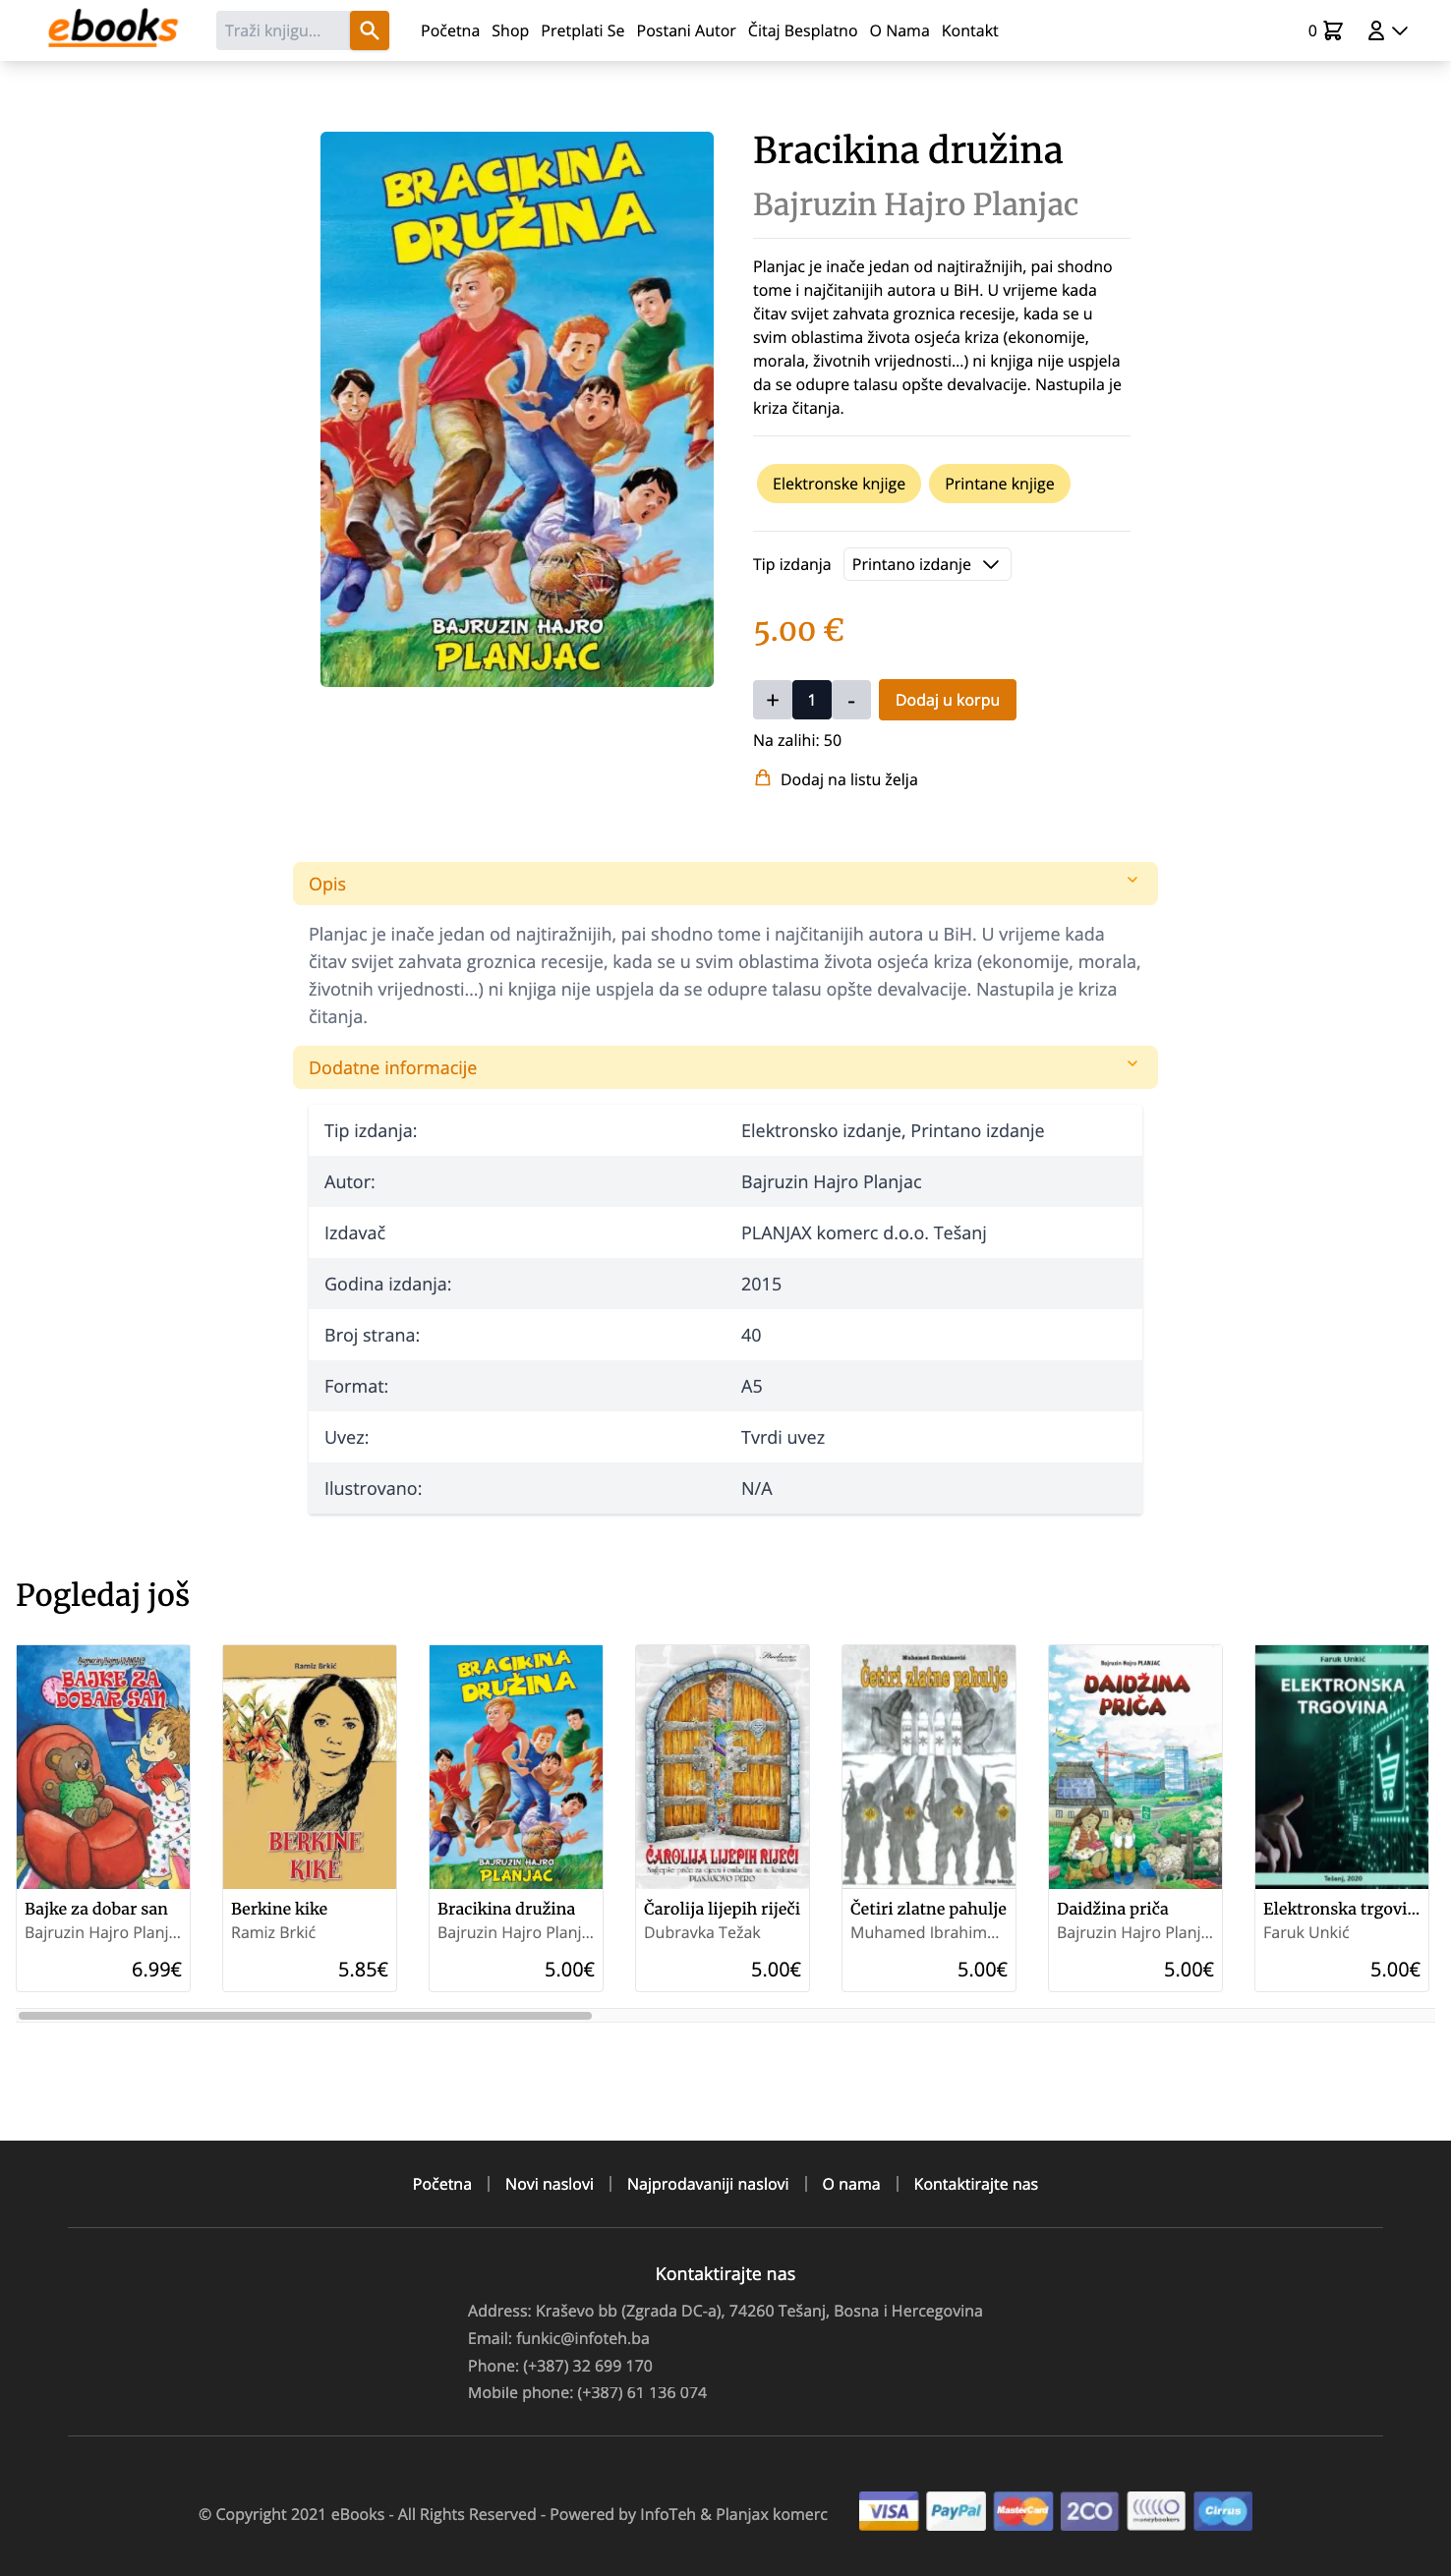 ebooks
Traži knjigu...
Početna Shop Pretplati Se Postani Autor Čitaj Besplatno O Nama Kontakt
0
BRACIKINA
DRUŽINA
BAJRUZIN HAJRO
PLANJAC
Bracikina družina
Bajruzin Hajro Planjac
Planjac je inače jedan od najtiražnijih, pai shodno
tome i najčitanijih autora u BiH. U vrijeme kada
čitav svijet zahvata groznica recesije, kada se u
svim oblastima života osjeća kriza (ekonomije,
morala, životnih vrijednosti...) ni knjiga nije uspjela
da se odupre talasu opšte devalvacije. Nastupila je
kriza čitanja.
Elektronske knjige
Printane knjige
Tip izdanja
Printano izdanje
5.00 €
+ 1 -
Dodaj u korpu
Na zalihi: 50
Dodaj na listu želja
Opis
Planjac je inače jedan od najtiražnijih, pai shodno tome i najčitanijih autora u BiH. U vrijeme kada
čitav svijet zahvata groznica recesije, kada se u svim oblastima života osjeća kriza (ekonomije, morala,
životnih vrijednosti...) ni knjiga nije uspjela da se odupre talasu opšte devalvacije. Nastupila je kriza
čitanja.
Dodatne informacije
Tip izdanja: Elektronsko izdanje, Printano izdanje
Autor: Bajruzin Hajro Planjac
Izdavač PLANJAX komerc d.o.o. Tešanj
Godina izdanja: 2015
Broj strana: 40
Format: A5
Uvez: Tvrdi uvez
Ilustrovano: N/A
Pogledaj još
BAJKE ZA
DOBAR SAN
Bajke za dobar san
Bajruzin Hajro Planj...
6.99€
Ramiz Brkić
BERKINE
KIKE
Berkine kike
Ramiz Brkić
5.85€
BRACIKINA
DRUŽINA
BAJRUZIN HAJRO
PLANJAC
Bracikina družina
Bajruzin Hajro Planj...
5.00€
ČAROLIJA LIJEPIH RIJEČI
Najljepše priče za djecu i omladinu sa 6. konkursa
PLANJAXOVO PERO
Čarolija lijepih riječi
Dubravka Težak
5.00€
Muhamed Ibrahimović
Četiri zlatne pahulje
Četiri zlatne pahulje
Muhamed Ibrahim...
5.00€
Bajruzin Hajro PLANJAC
DAIDŽINA
PRIČA
Daidžina priča
Bajruzin Hajro Planj...
5.00€
Faruk Unkić
ELEKTRONSKA
TRGOVINA
Tešanj, 2020
Elektronska trgovi...
Faruk Unkić
5.00€
Početna | Novi naslovi | Najprodavaniji naslovi | O nama | Kontaktirajte nas
Kontaktirajte nas
Address: Kraševo bb (Zgrada DC-a), 74260 Tešanj, Bosna i Hercegovina
Email: funkic@infoteh.ba
Phone: (+387) 32 699 170
Mobile phone: (+387) 61 136 074
© Copyright 2021 eBooks - All Rights Reserved - Powered by InfoTeh & Planjax komerc
VISA PayPal MasterCard 2CO moneybookers Cirrus